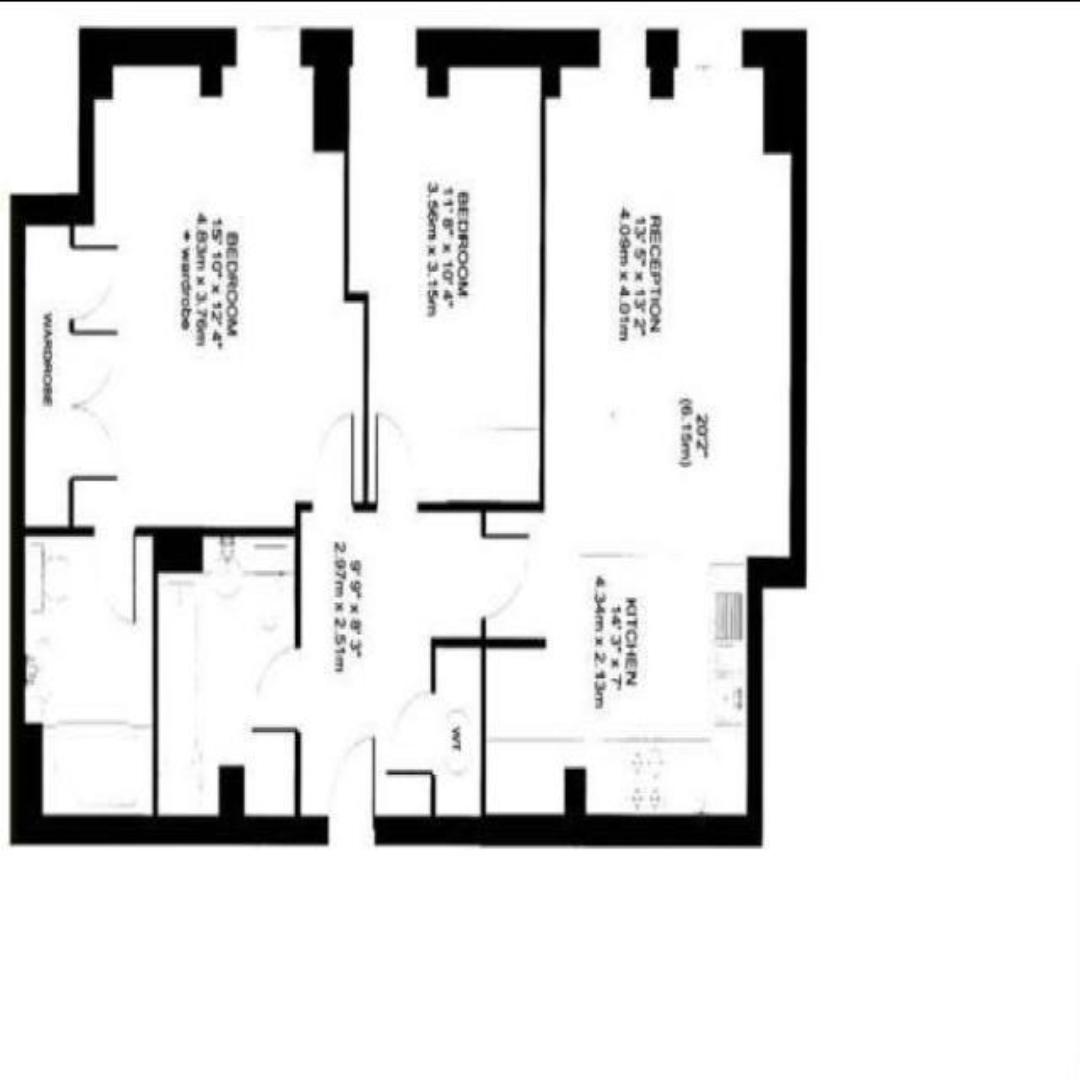 BEDROOM
15' 10" x 12' 4"
4.83m x 3.76m
+ wardrobe
WARDROBE
BEDROOM
11' 8" x 10' 4"
3.56m x 3.15m
RECEPTION
13' 5" x 13' 2"
4.09m x 4.01m
20'2"
(6.15m)
9' 9" x 8' 3"
2.97m x 2.51m
KITCHEN
14' 3" x 7'
4.34m x 2.13m
WT